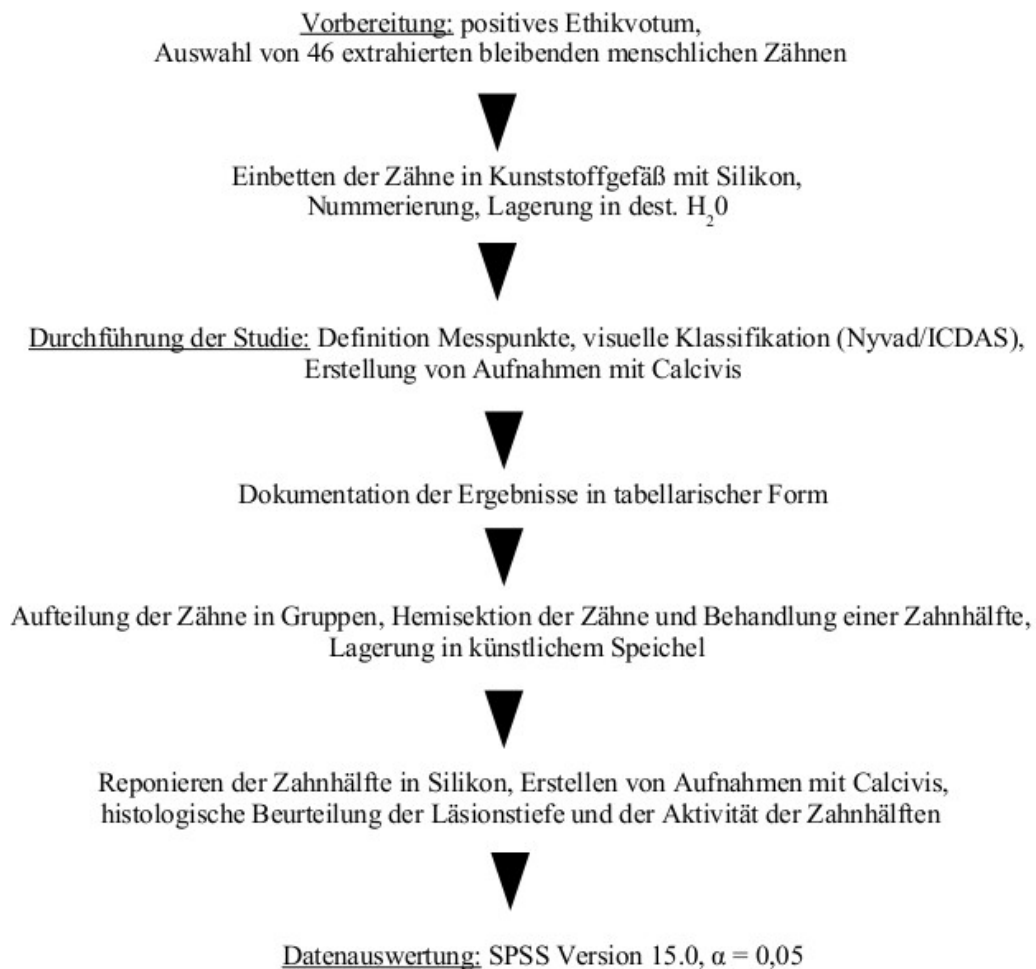 Vorbereitung: positives Ethikvotum,
Auswahl von 46 extrahierten bleibenden menschlichen Zähnen
Einbetten der Zähne in Kunststoffgefäß mit Silikon,
Nummerierung, Lagerung in dest. H₂0
Durchführung der Studie: Definition Messpunkte, visuelle Klassifikation (Nyvad/ICDAS),
Erstellung von Aufnahmen mit Calcivis
Dokumentation der Ergebnisse in tabellarischer Form
Aufteilung der Zähne in Gruppen, Hemisektion der Zähne und Behandlung einer Zahnhälfte,
Lagerung in künstlichem Speichel
Reponieren der Zahnhälfte in Silikon, Erstellen von Aufnahmen mit Calcivis,
histologische Beurteilung der Läsionstiefe und der Aktivität der Zahnhälften
Datenauswertung: SPSS Version 15.0, α = 0,05